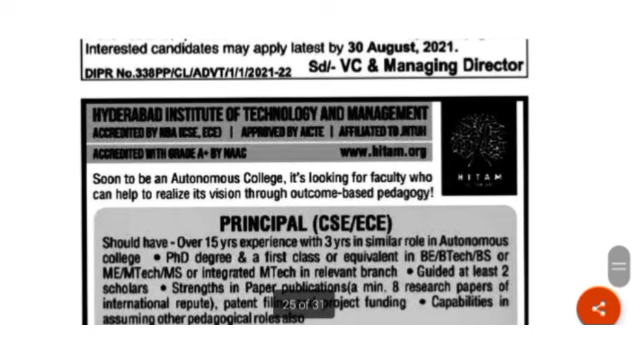 Interested candidates may apply latest by 30 August, 2021.
DIPR No.338PP/CL/ADVT/1/1/2021-22 Sd/- VC & Managing Director
HYDERABAD INSTITUTE OF TECHNOLOGY AND MANAGEMENT
ACCREDITED BY NBA (CSE, ECE) | APPROVED BY AICTE | AFFILIATED TO JNTUH
ACCREDITED WITH GRADE A+ BY NAAC www.hitam.org
HITAM
Soon to be an Autonomous College, it's looking for faculty who
can help to realize its vision through outcome-based pedagogy!
PRINCIPAL (CSE/ECE)
Should have - Over 15 yrs experience with 3 yrs in similar role in Autonomous
college • PhD degree & a first class or equivalent in BE/BTech/BS or
ME/MTech/MS or integrated MTech in relevant branch • Guided at least 2
scholars • Strengths in Paper publications(a min. 8 research papers of
international repute), patent project funding • Capabilities in
25 of 31
assuming other pedagogical roles also